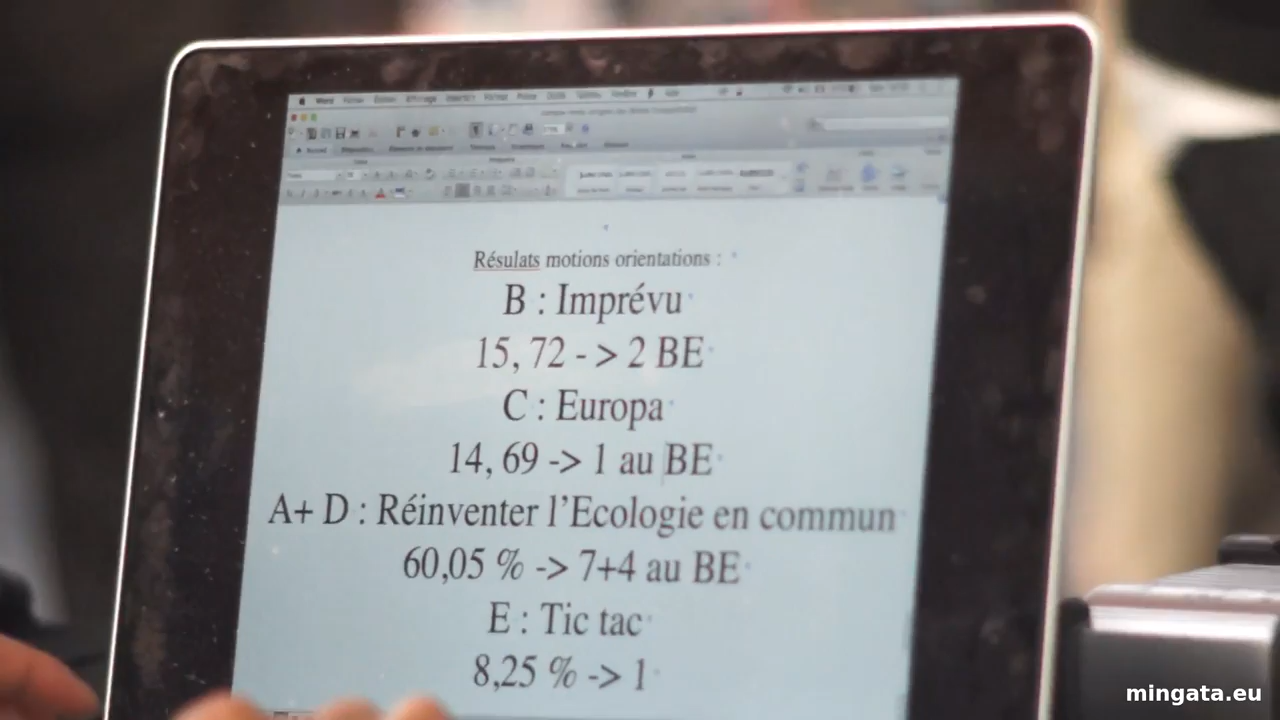 Word
Résulats motions orientations :
B : Imprévu
15, 72 - > 2 BE
C : Europa
14, 69 -> 1 au BE
A+ D : Réinventer l’Ecologie en commun
60,05 % -> 7+4 au BE
E : Tic tac
8,25 % -> 1
mingata.eu